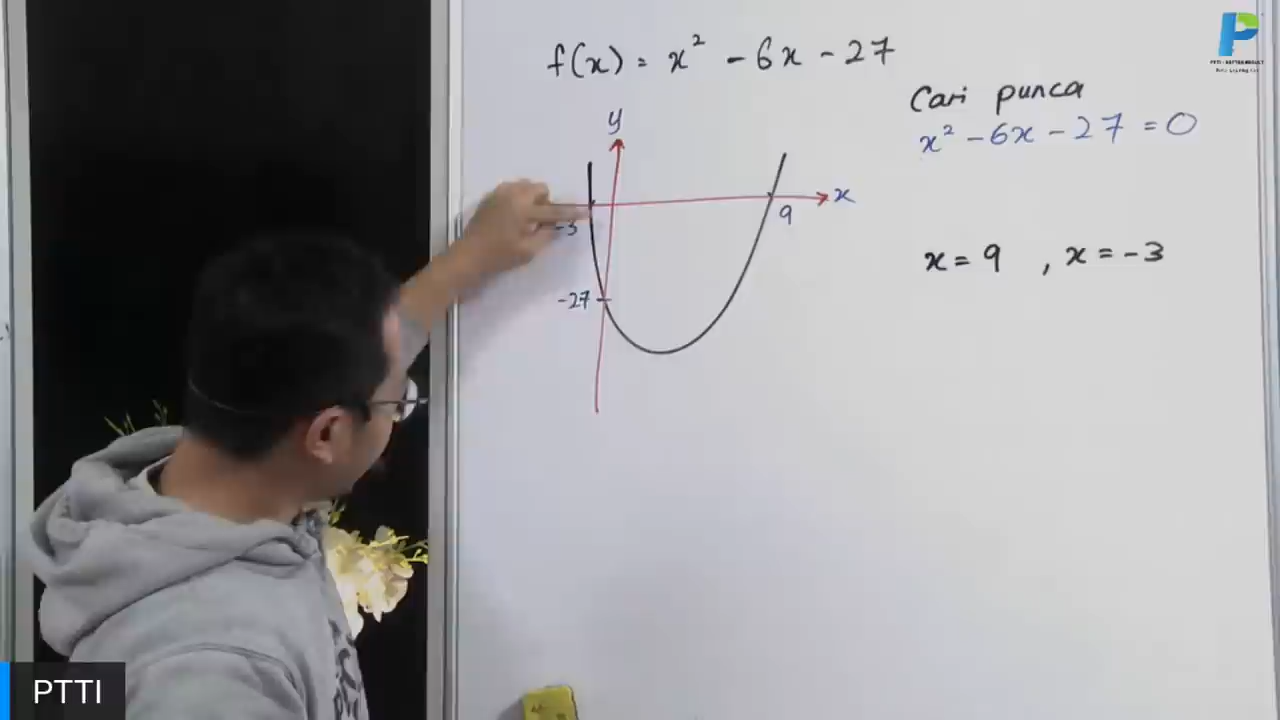 f(x) = x² - 6x - 27
Cari punca
x² - 6x - 27 = 0
y
x
-3
9
-27
x = 9 , x = -3
PTTI